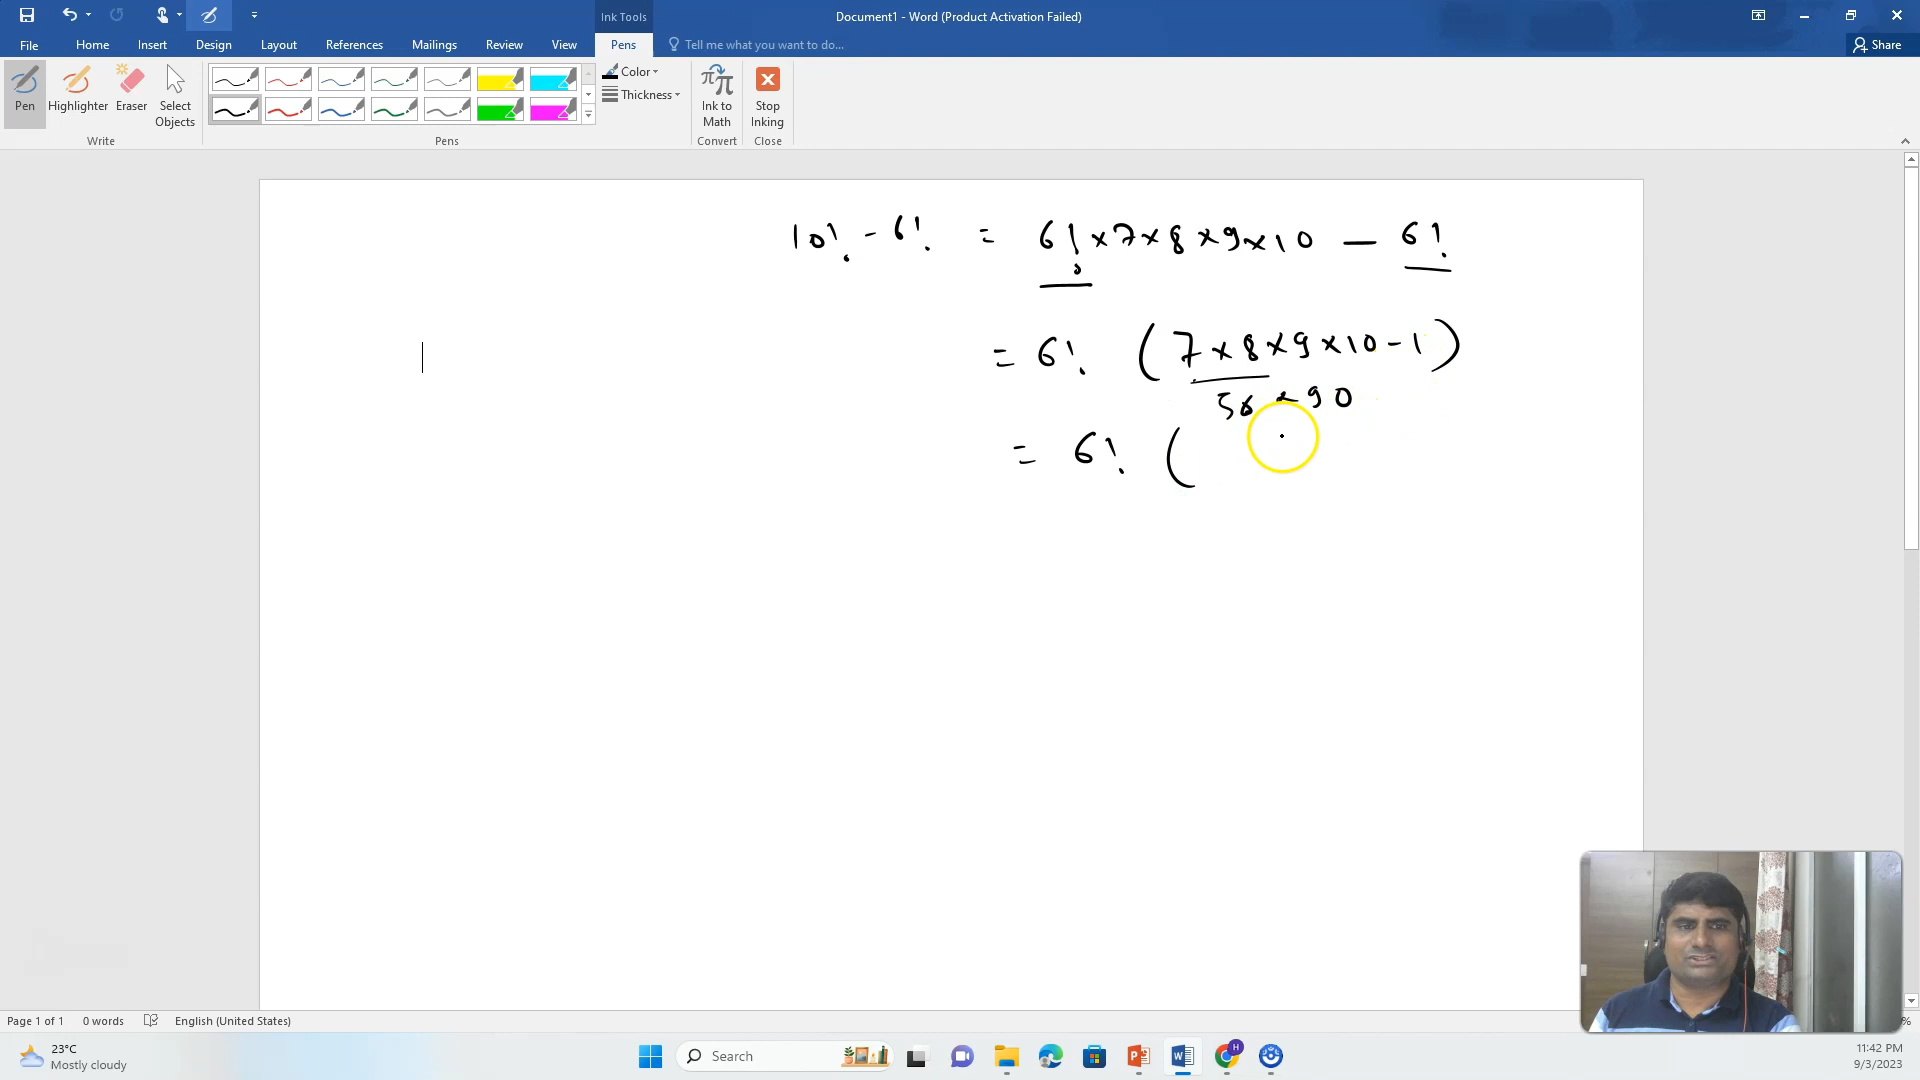 Ink Tools
Document1 - Word (Product Activation Failed)
File Home Insert Design Layout References Mailings Review View Pens Tell me what you want to do... Share
Pen Highlighter Eraser Select Objects
Color
Thickness
Ink to Math
Stop Inking
Write Pens Convert Close
10! - 6! = 6! × 7 × 8 × 9 × 10 — 6!
= 6! ( 7 × 8 × 9 × 10 - 1 )
56 × 90
= 6! (
Page 1 of 1 0 words English (United States) %
23°C
Mostly cloudy
Search
H
11:42 PM
9/3/2023